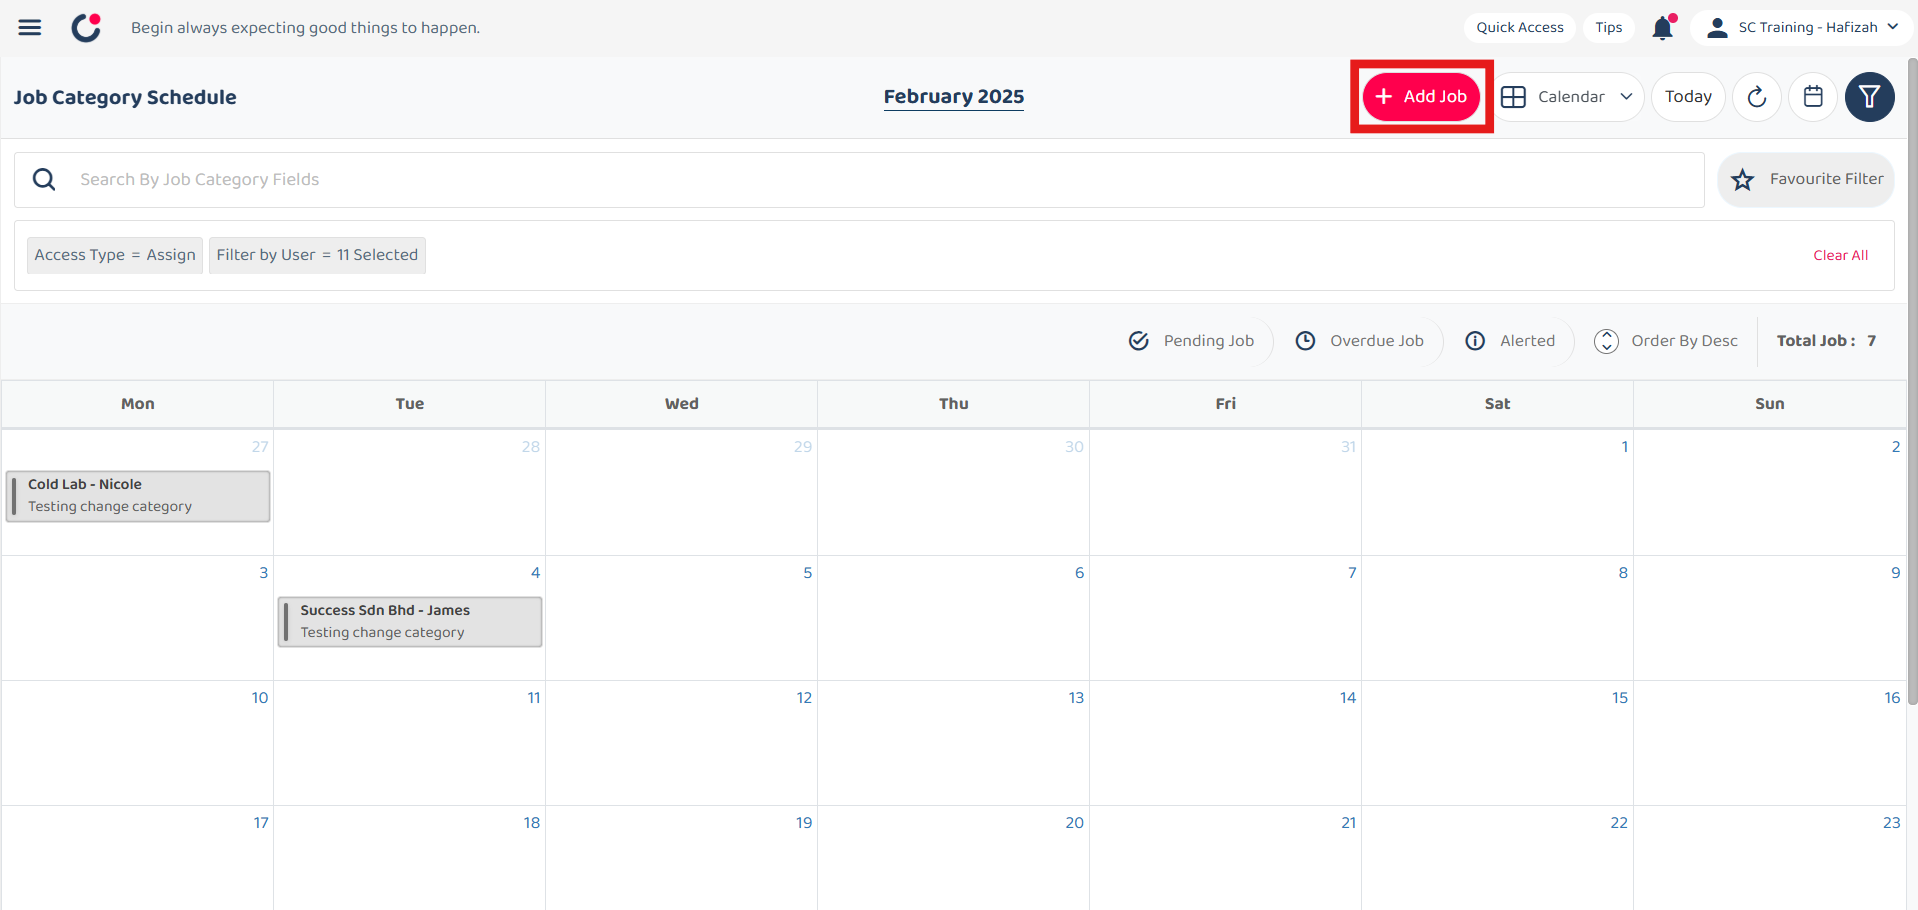 Begin always expecting good things to happen.
Quick Access
Tips
SC Training - Hafizah
Job Category Schedule
February 2025
+ Add Job
Calendar
Today
Search By Job Category Fields
Favourite Filter
Access Type = Assign
Filter by User = 11 Selected
Clear All
Pending Job
Overdue Job
Alerted
Order By Desc
Total Job : 7
Mon Tue Wed Thu Fri Sat Sun
27 28 29 30 31 1 2
Cold Lab - Nicole
Testing change category
3 4 5 6 7 8 9
Success Sdn Bhd - James
Testing change category
10 11 12 13 14 15 16
17 18 19 20 21 22 23